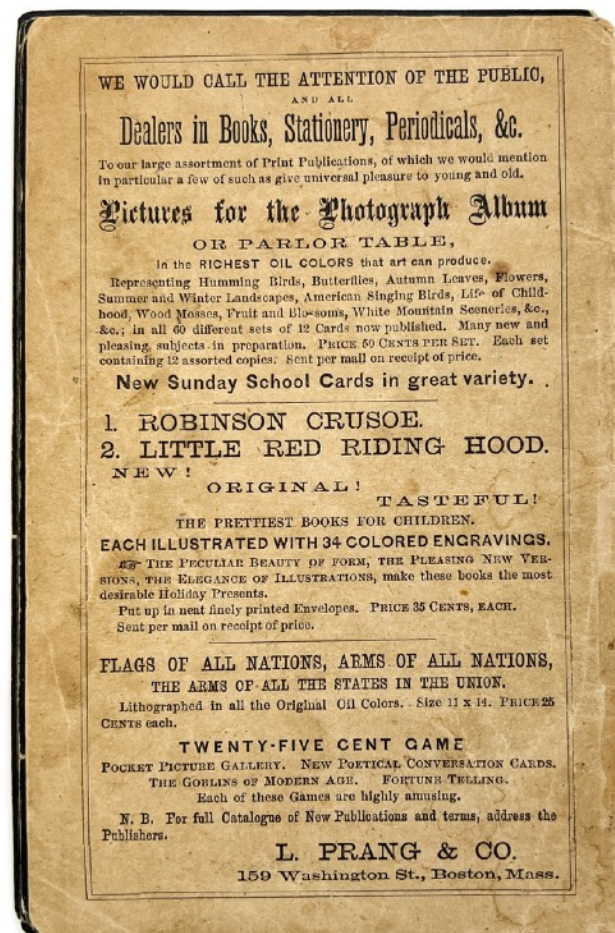 WE WOULD CALL THE ATTENTION OF THE PUBLIC,
AND ALL
Dealers in Books, Stationery, Periodicals, &c.
To our large assortment of Print Publications, of which we would mention
in particular a few of such as give universal pleasure to young and old.
Pictures for the Photograph Album
OR PARLOR TABLE,
In the RICHEST OIL COLORS that art can produce.
Representing Humming Birds, Butterflies, Autumn Leaves, Flowers,
Summer and Winter Landscapes, American Singing Birds, Life of Child-
hood, Wood Mosses, Fruit and Blossoms, White Mountain Sceneries, &c.,
&c.; in all 60 different sets of 12 Cards now published. Many new and
pleasing subjects in preparation. PRICE 50 CENTS PER SET. Each set
containing 12 assorted copies. Sent per mail on receipt of price.
New Sunday School Cards in great variety.
1. ROBINSON CRUSOE.
2. LITTLE RED RIDING HOOD.
NEW!
ORIGINAL!
TASTEFUL!
THE PRETTIEST BOOKS FOR CHILDREN.
EACH ILLUSTRATED WITH 34 COLORED ENGRAVINGS.
☞ THE PECULIAR BEAUTY OF FORM, THE PLEASING NEW VER-
SIONS, THE ELEGANCE OF ILLUSTRATIONS, make these books the most
desirable Holiday Presents.
Put up in neat finely printed Envelopes. PRICE 35 CENTS, EACH.
Sent per mail on receipt of price.
FLAGS OF ALL NATIONS, ARMS OF ALL NATIONS,
THE ARMS OF ALL THE STATES IN THE UNION.
Lithographed in all the Original Oil Colors. Size 11 x 14. PRICE 25
CENTS each.
TWENTY-FIVE CENT GAME
POCKET PICTURE GALLERY. NEW POETICAL CONVERSATION CARDS.
THE GOBLINS OF MODERN AGE. FORTUNE TELLING.
Each of these Games are highly amusing.
N. B. For full Catalogue of New Publications and terms, address the
Publishers.
L. PRANG & CO.
159 Washington St., Boston, Mass.